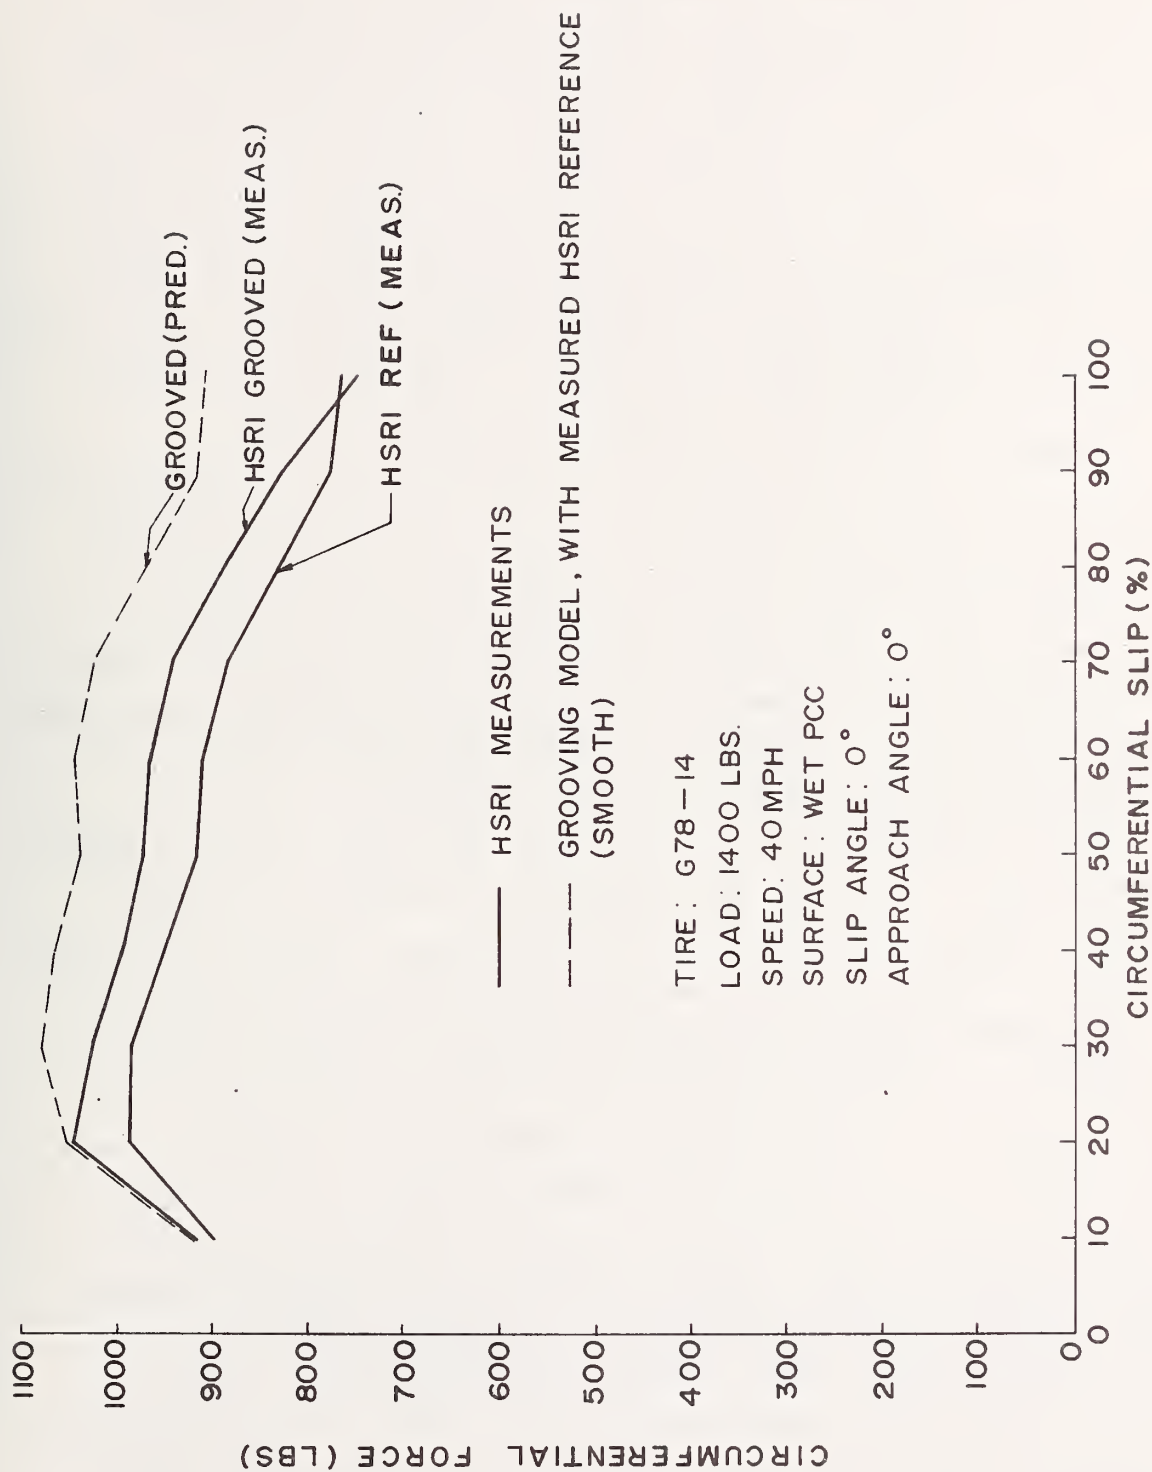 CIRCUMFERENTIAL FORCE (LBS)
1100
1000
900
800
700
600
500
400
300
200
100
0
GROOVED (PRED.)
HSRI GROOVED (MEAS.)
HSRI REF (MEAS.)
HSRI MEASUREMENTS
GROOVING MODEL, WITH MEASURED HSRI REFERENCE
(SMOOTH)
TIRE: G78-14
LOAD: 1400 LBS.
SPEED: 40MPH
SURFACE: WET PCC
SLIP ANGLE: 0°
APPROACH ANGLE: 0°
0 10 20 30 40 50 60 70 80 90 100
CIRCUMFERENTIAL SLIP (%)